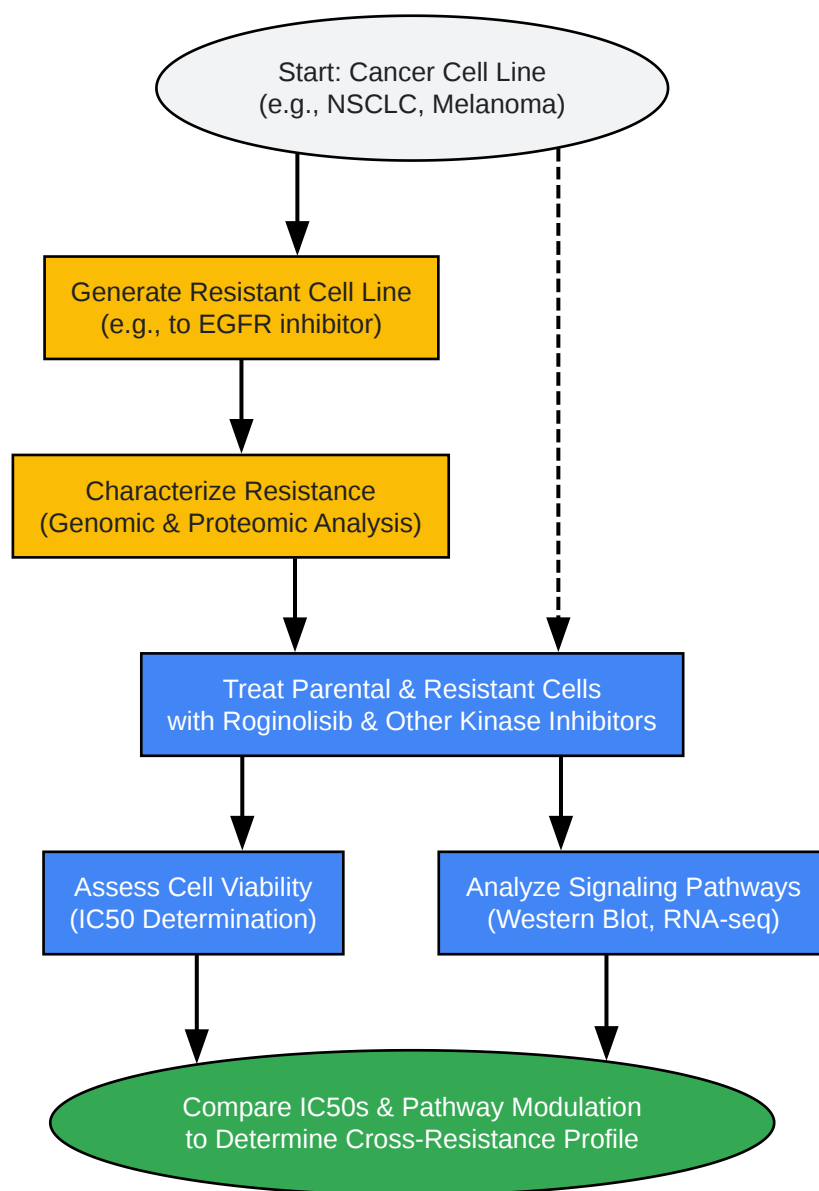 Start: Cancer Cell Line
(e.g., NSCLC, Melanoma)
Generate Resistant Cell Line
(e.g., to EGFR inhibitor)
Characterize Resistance
(Genomic & Proteomic Analysis)
Treat Parental & Resistant Cells
with Roginolisib & Other Kinase Inhibitors
Assess Cell Viability
(IC50 Determination)
Analyze Signaling Pathways
(Western Blot, RNA-seq)
Compare IC50s & Pathway Modulation
to Determine Cross-Resistance Profile